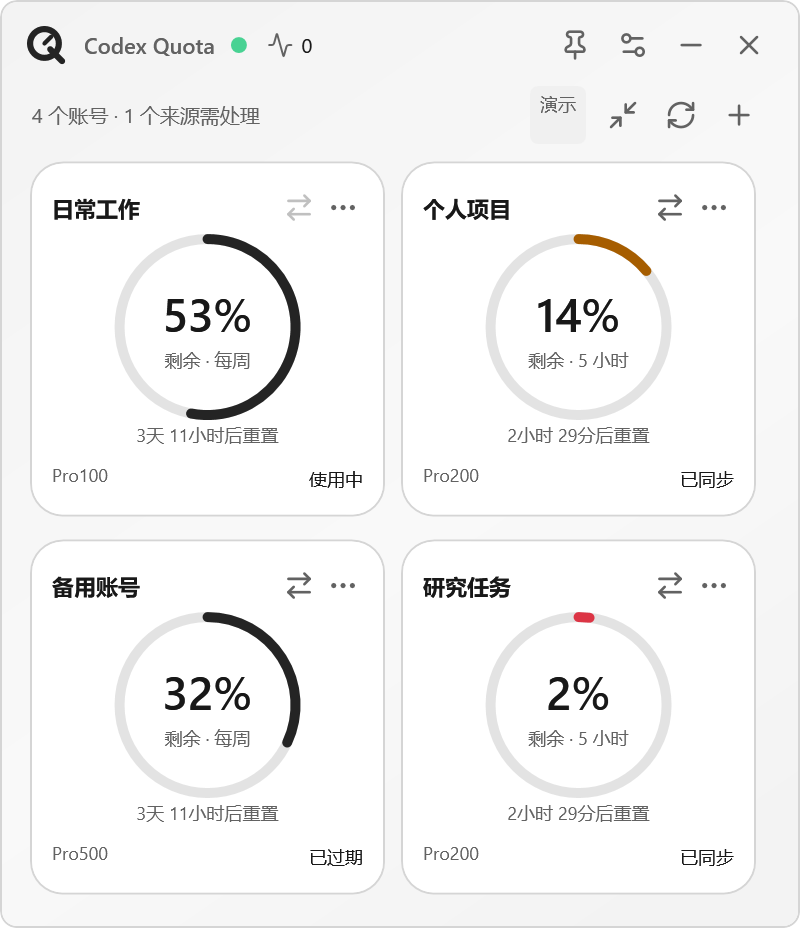 Codex Quota 0
4 个账号 · 1 个来源需处理
演示
日常工作
53%
剩余 · 每周
3天 11小时后重置
Pro100
使用中
个人项目
14%
剩余 · 5 小时
2小时 29分后重置
Pro200
已同步
备用账号
32%
剩余 · 每周
3天 11小时后重置
Pro500
已过期
研究任务
2%
剩余 · 5 小时
2小时 29分后重置
Pro200
已同步